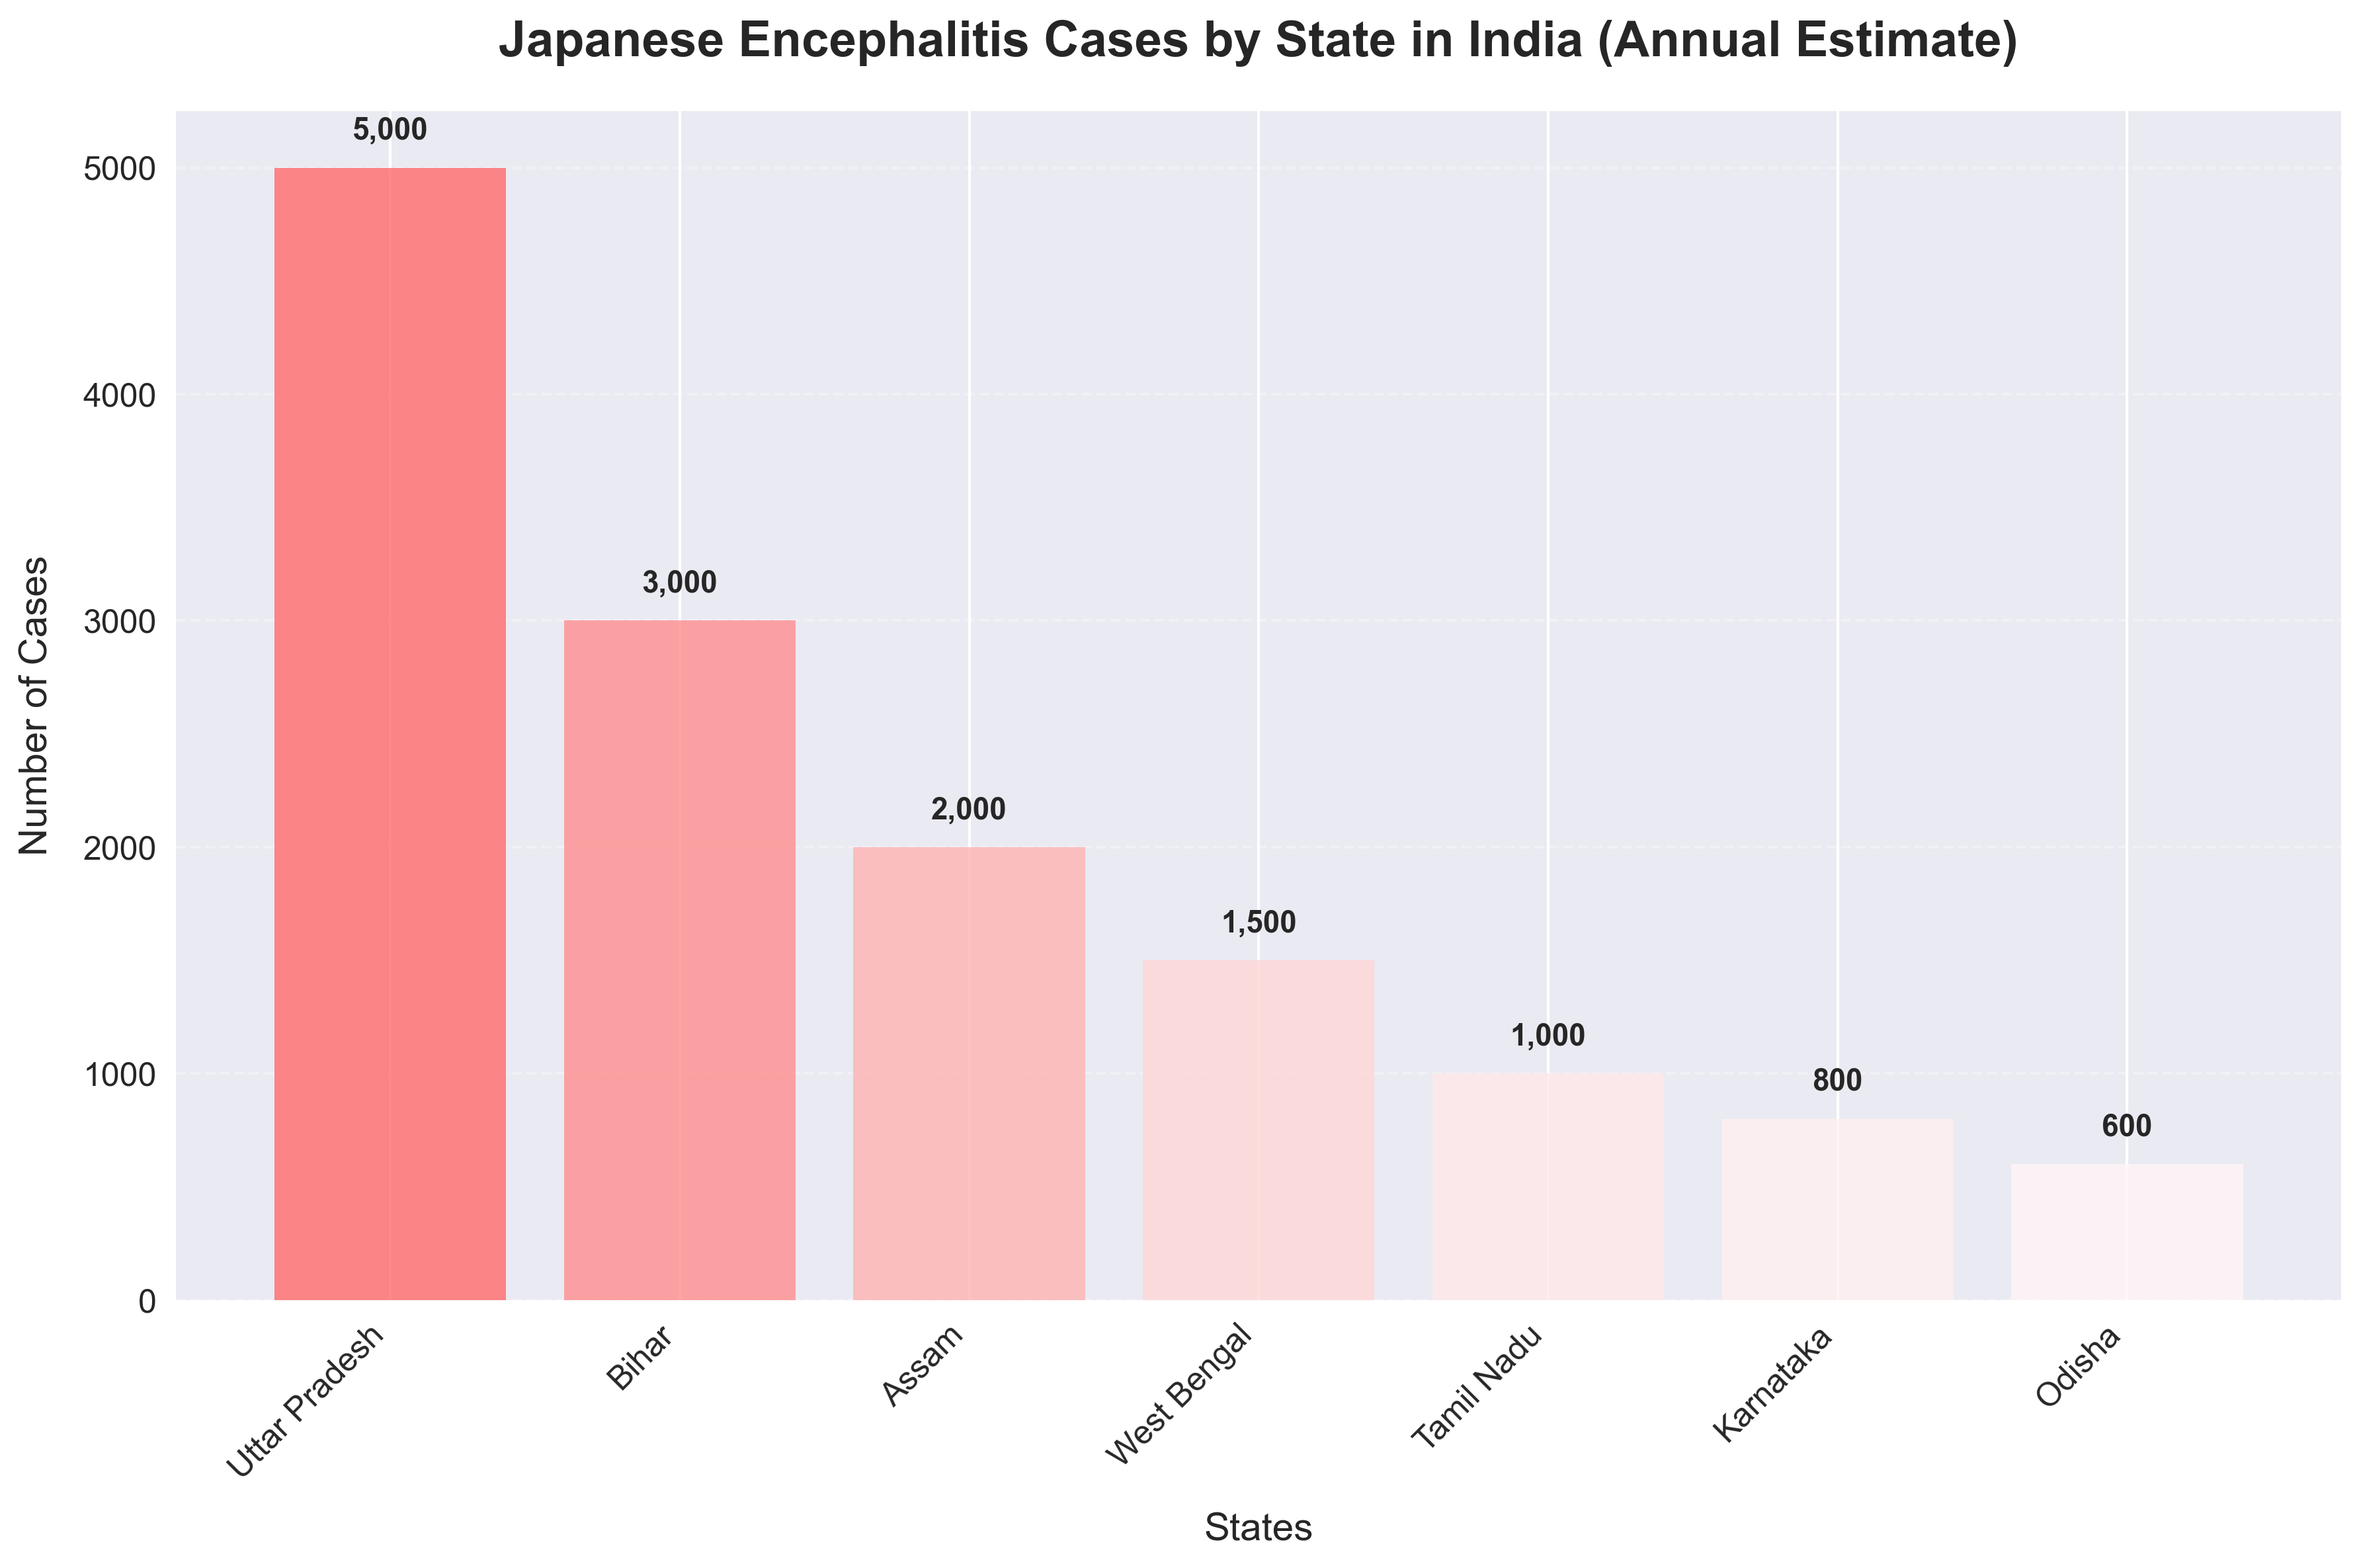 Japanese Encephalitis Cases by State in India (Annual Estimate)
Number of Cases
5000
4000
3000
2000
1000
0
5,000
3,000
2,000
1,500
1,000
800
600
Uttar Pradesh
Bihar
Assam
West Bengal
Tamil Nadu
Karnataka
Odisha
States